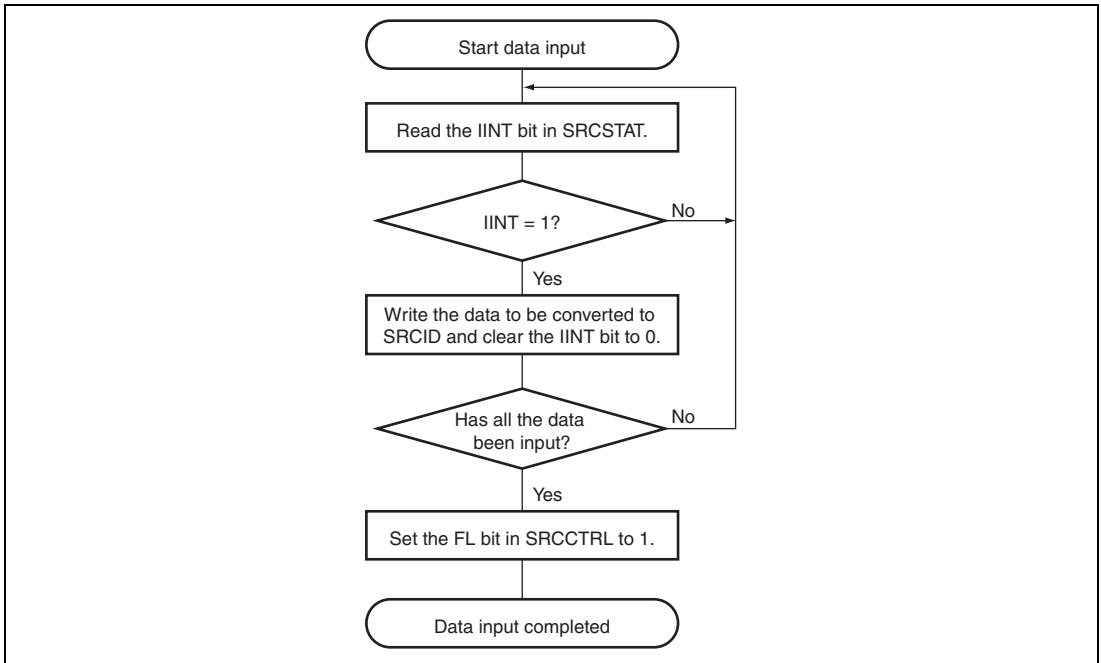 Start data input
Read the IINT bit in SRCSTAT.
IINT = 1?
No
Yes
Write the data to be converted to
SRCID and clear the IINT bit to 0.
Has all the data
been input?
No
Yes
Set the FL bit in SRCCTRL to 1.
Data input completed